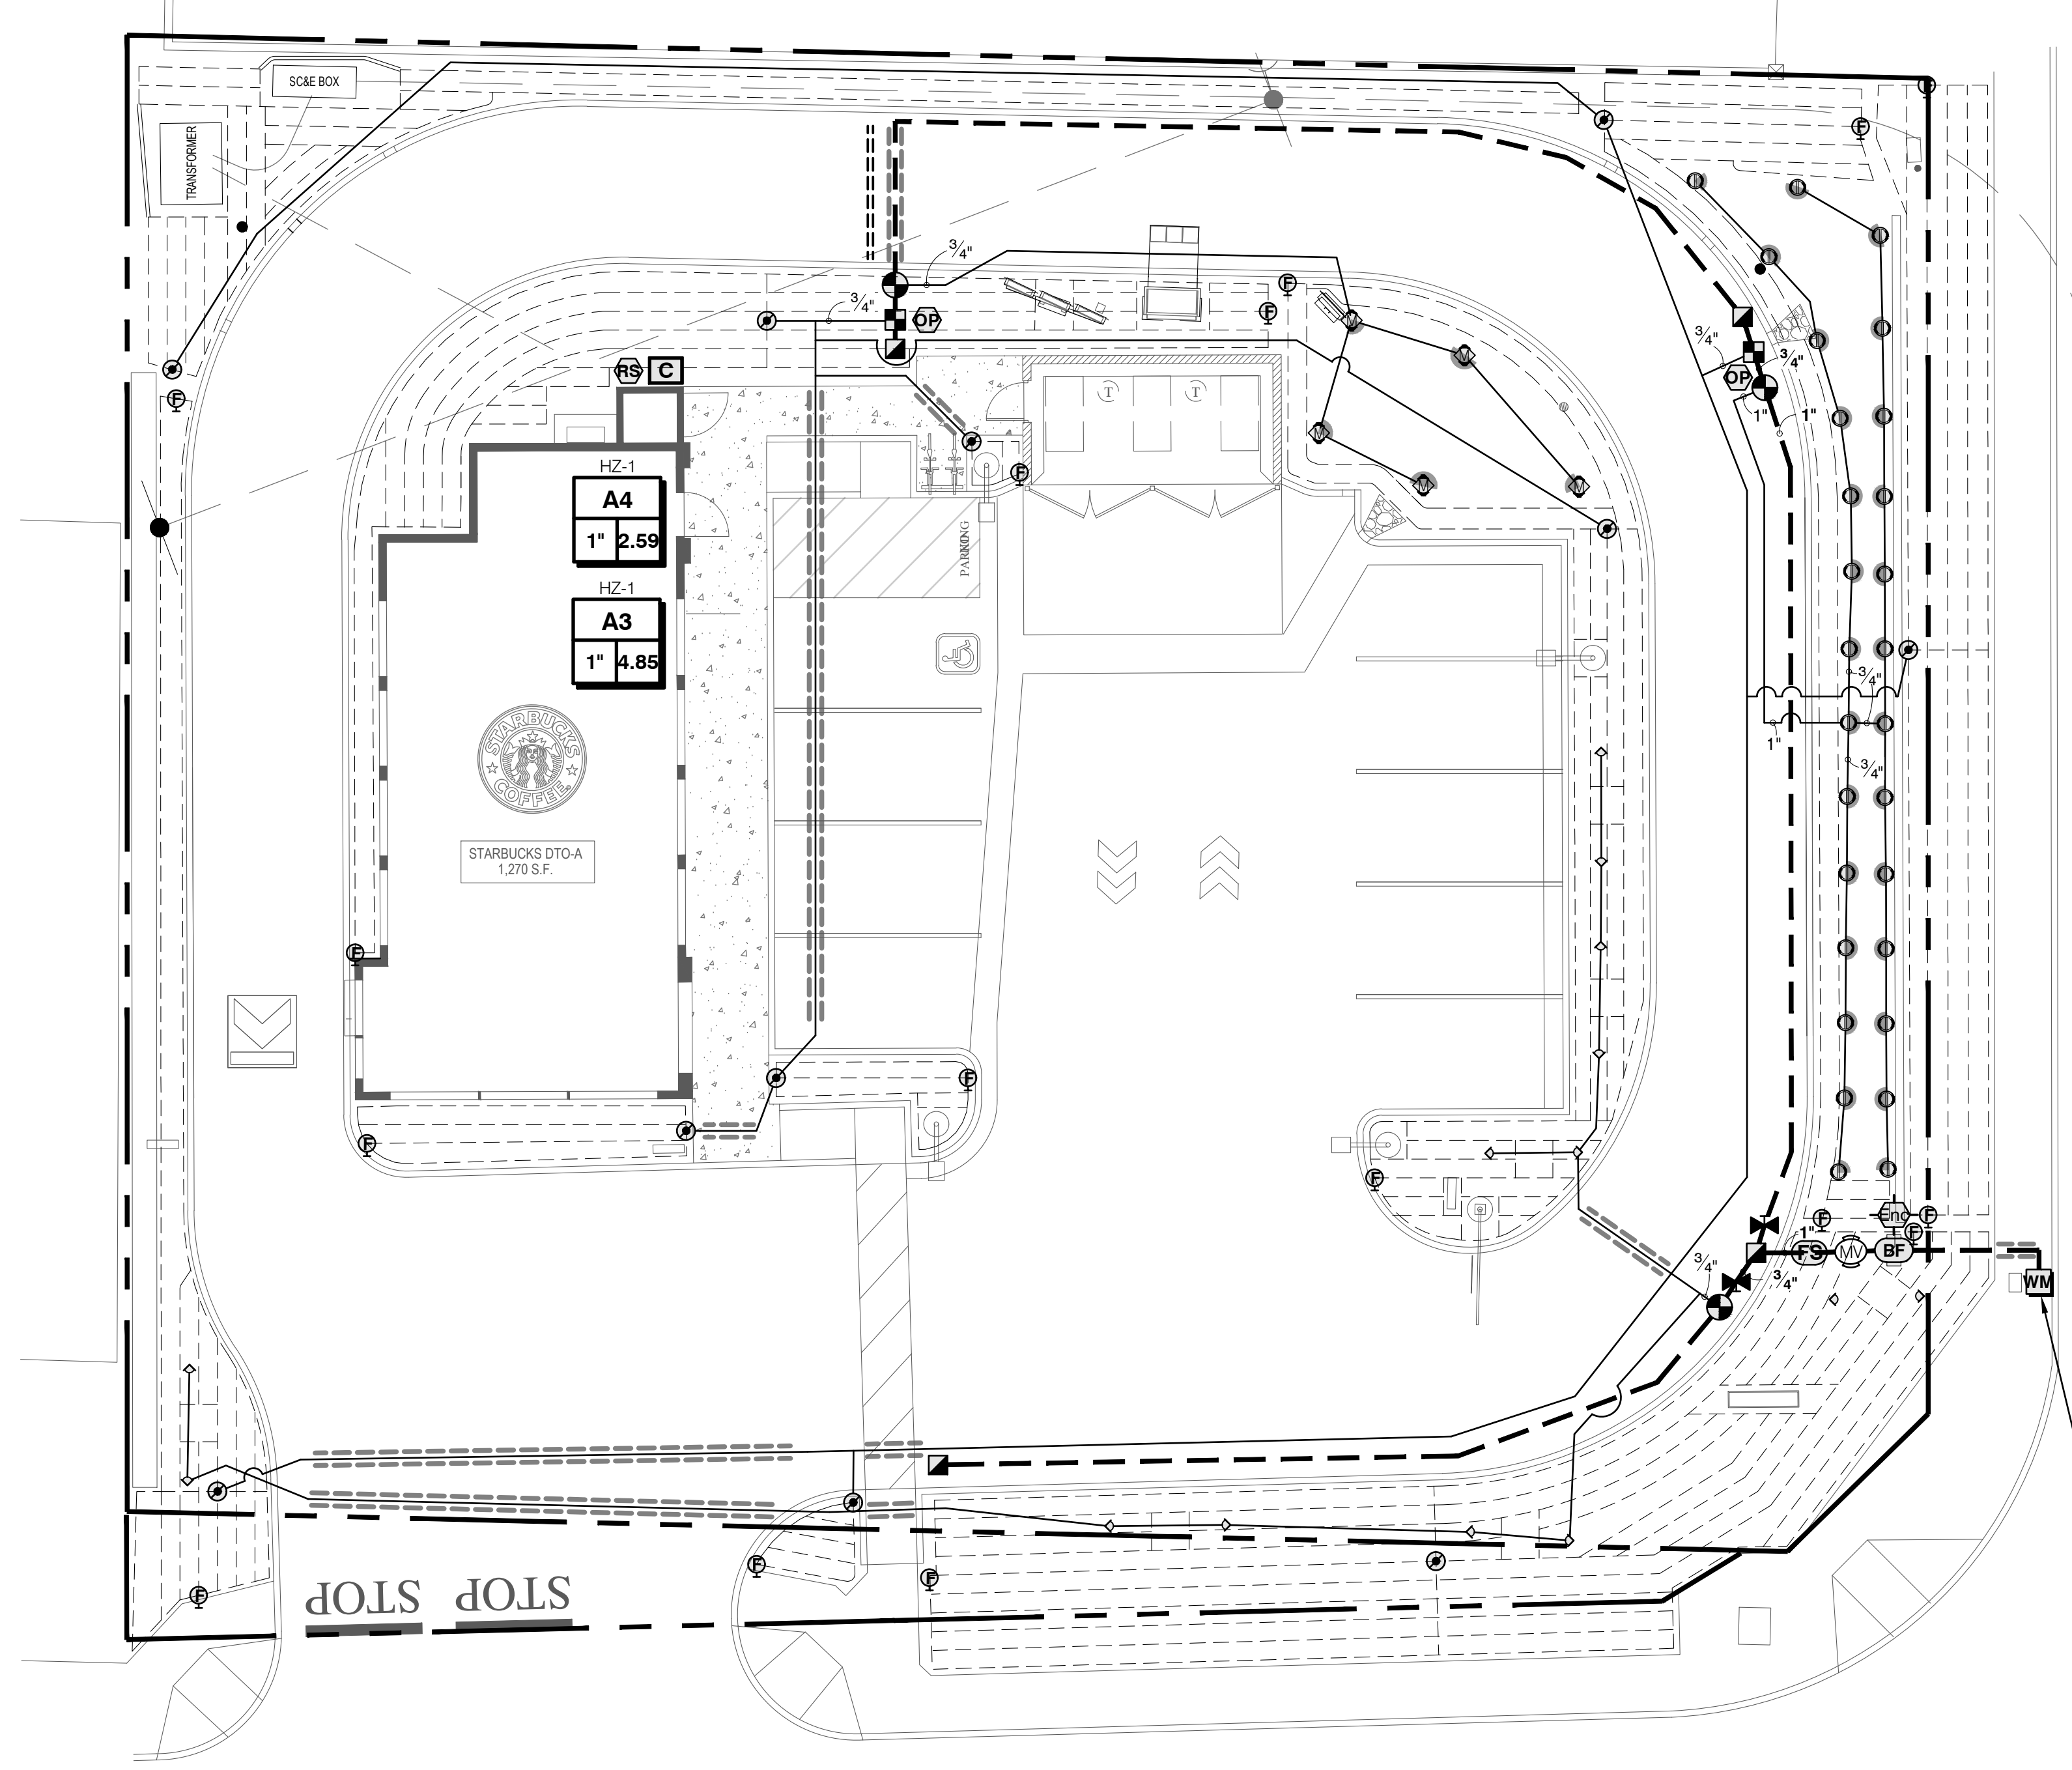 SC&E BOX
TRANSFORMER
F
F
3/4"
3/4"
OP
F
F
M
M
M
M
M
RS
C
F
T
T
F
3/4"
3/4"
OP
1"
1"
HZ-1
A4
1" 2.59
HZ-1
A3
1" 4.85
PARKING
3/4"
1"
3/4"
STARBUCKS
COFFEE
STARBUCKS DTO-A
1,270 S.F.
F
F
F
F
F
Enc
F
F
1"
FS
MV
BF
WM
3/4"
3/4"
F
F
F
STOP STOP